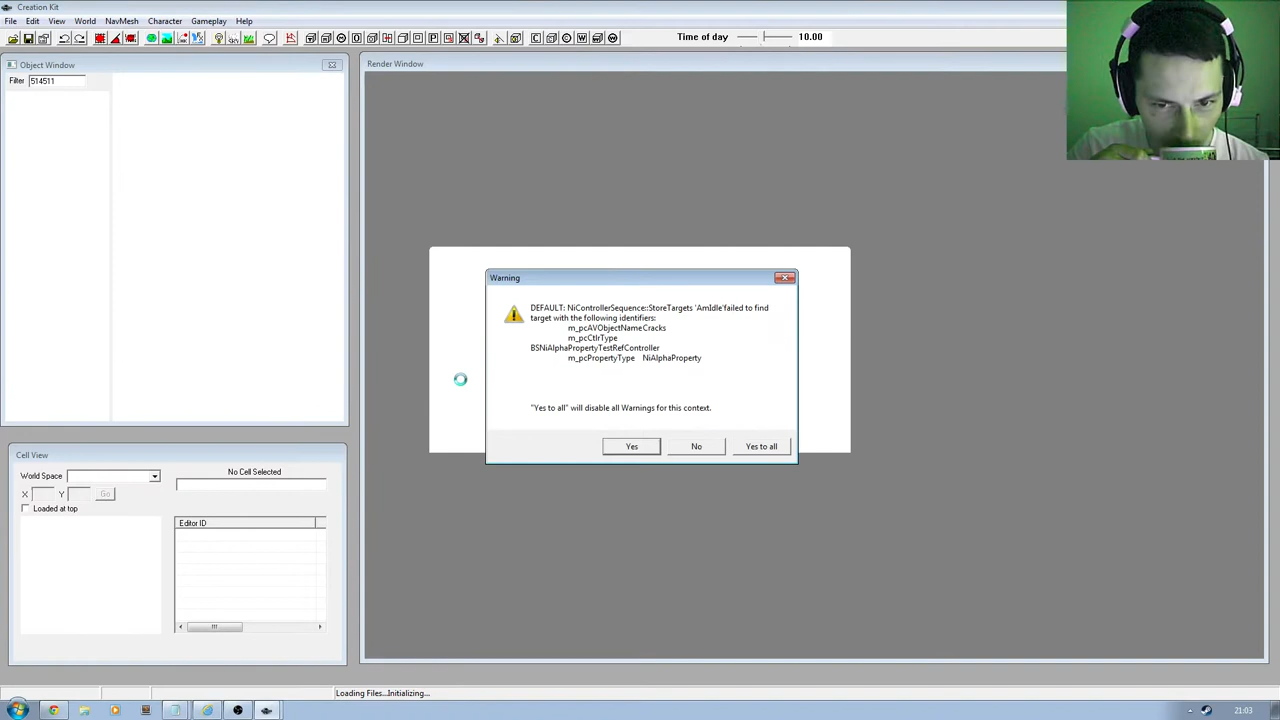 Creation Kit
File Edit View World NavMesh Character Gameplay Help
Time of day 10.00
Object Window
Filter 514511
Render Window
Warning
DEFAULT: NiControllerSequence::StoreTargets 'AmIdle'failed to find
target with the following identifiers:
m_pcAVObjectNameCracks
m_pcCtlrType
BSNiAlphaPropertyTestRefController
m_pcPropertyType NiAlphaProperty
"Yes to all" will disable all Warnings for this context.
Yes No Yes to all
Cell View
World Space
No Cell Selected
X Y Go
Loaded at top
Editor ID
Loading Files...Initializing...
21:03